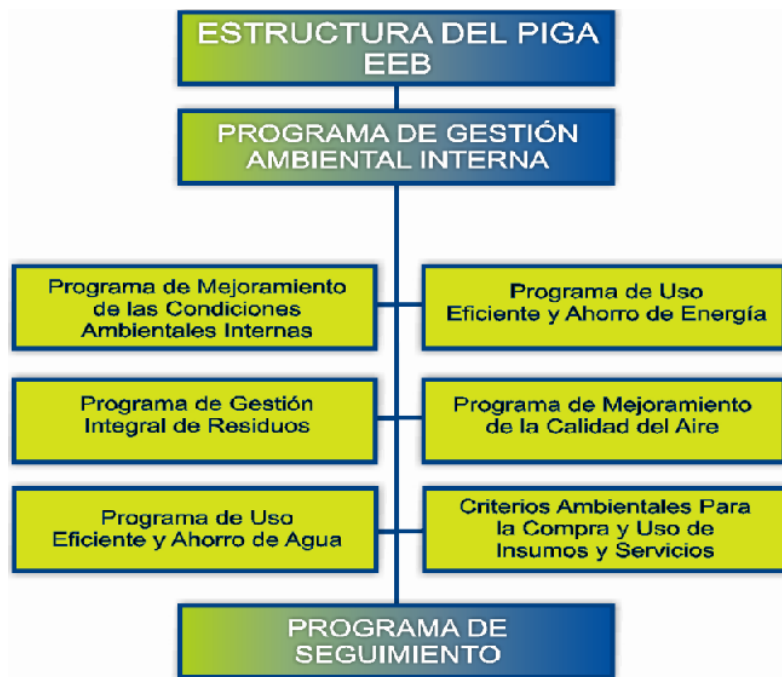 ESTRUCTURA DEL PIGA
EEB
PROGRAMA DE GESTIÓN
AMBIENTAL INTERNA
Programa de Mejoramiento
de las Condiciones
Ambientales Internas
Programa de Uso
Eficiente y Ahorro de Energía
Programa de Gestión
Integral de Residuos
Programa de Mejoramiento
de la Calidad del Aire
Programa de Uso
Eficiente y Ahorro de Agua
Criterios Ambientales Para
la Compra y Uso de
Insumos y Servicios
PROGRAMA DE
SEGUIMIENTO